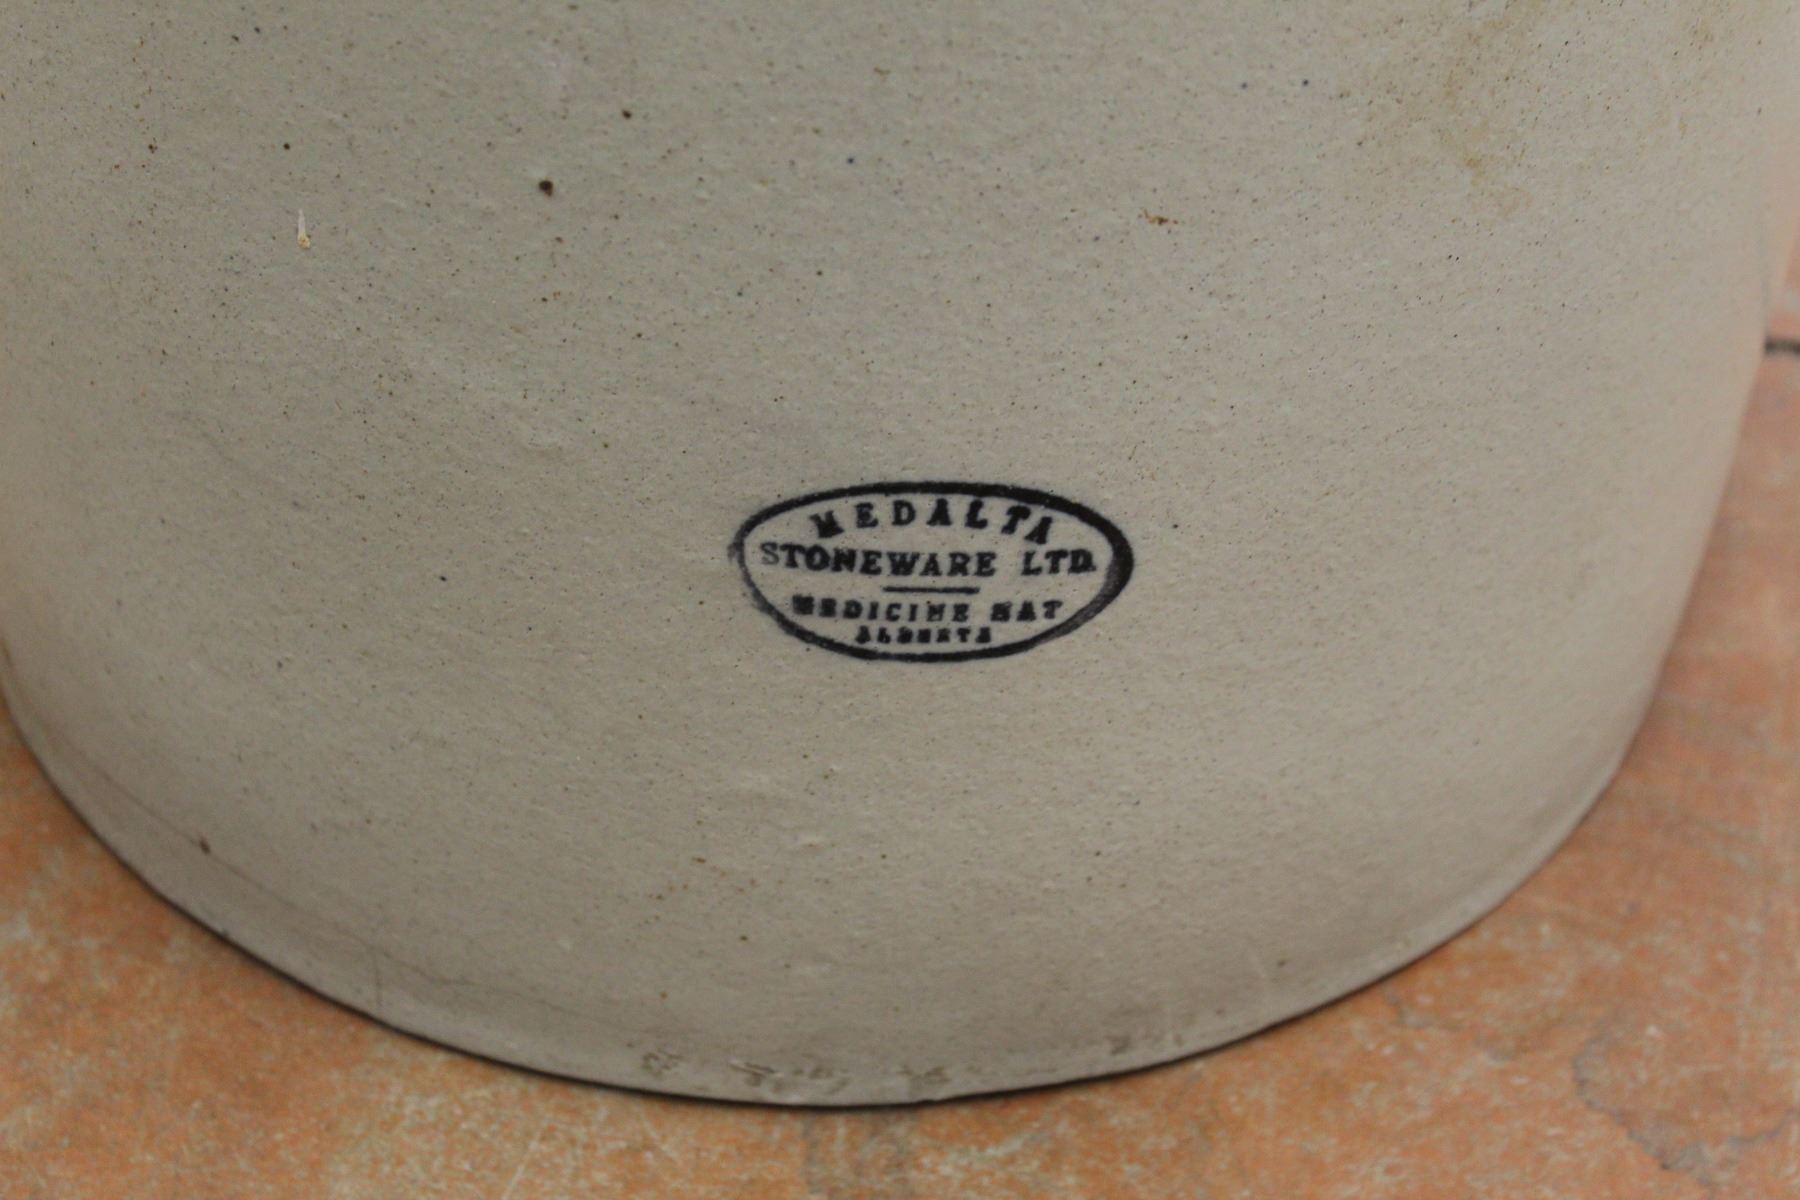 MEDALTA
STONEWARE LTD.
MEDICINE HAT
ALBERTA